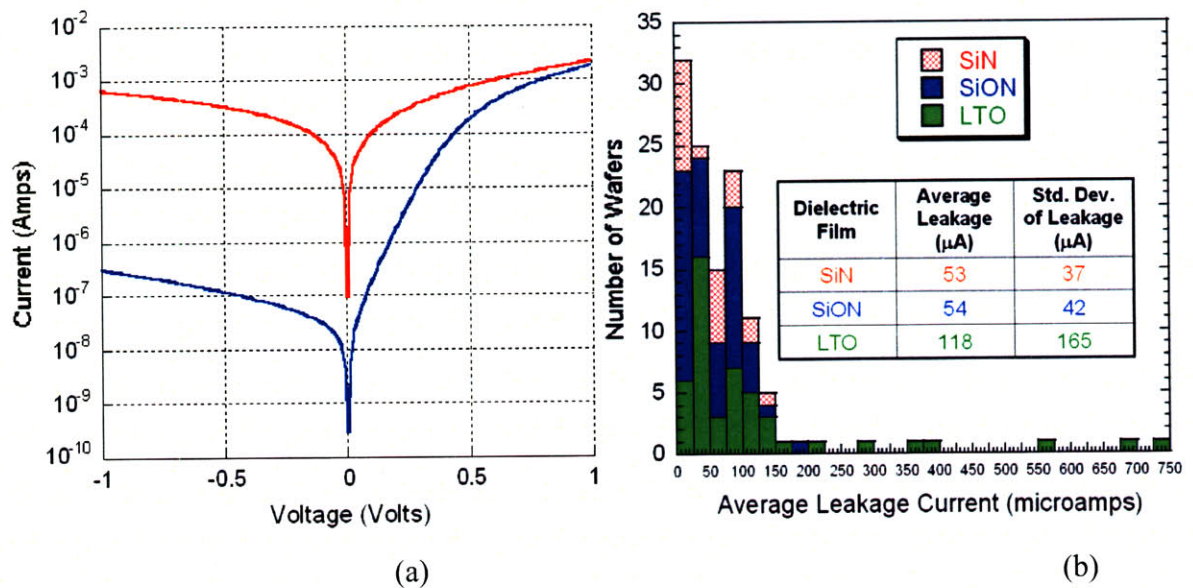 10-2
10-3
10-4
10-5
10-6
10-7
10-8
10-9
10-10
Current (Amps)
-1 -0.5 0 0.5 1
Voltage (Volts)
(a)
35
30
25
20
15
10
5
0
Number of Wafers
SiN
SiON
LTO
Dielectric Film Average Leakage (µA) Std. Dev. of Leakage (µA)
SiN 53 37
SiON 54 42
LTO 118 165
0 50 100 150 200 250 300 350 400 450 500 550 600 650 700 750
Average Leakage Current (microamps)
(b)